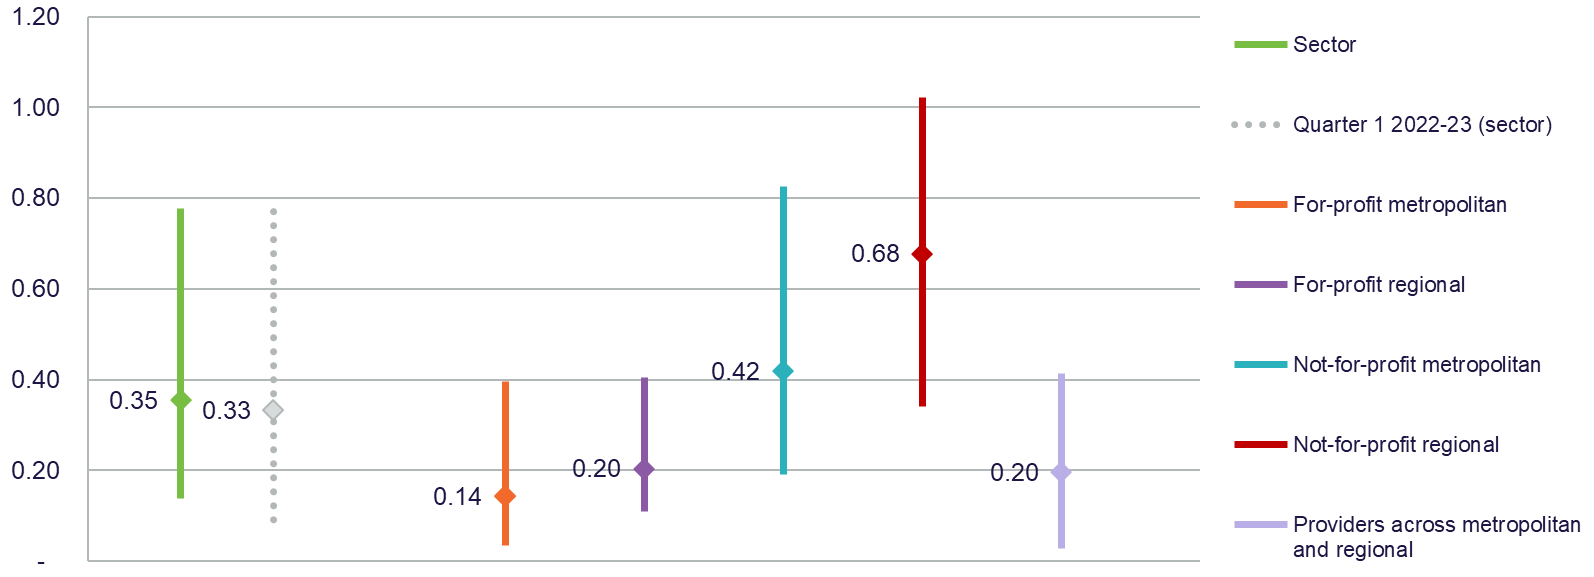 1.20
1.00
0.80
0.60
0.40
0.20
-
0.35
0.33
0.14
0.20
0.42
0.68
0.20
Sector
Quarter 1 2022-23 (sector)
For-profit metropolitan
For-profit regional
Not-for-profit metropolitan
Not-for-profit regional
Providers across metropolitan
and regional